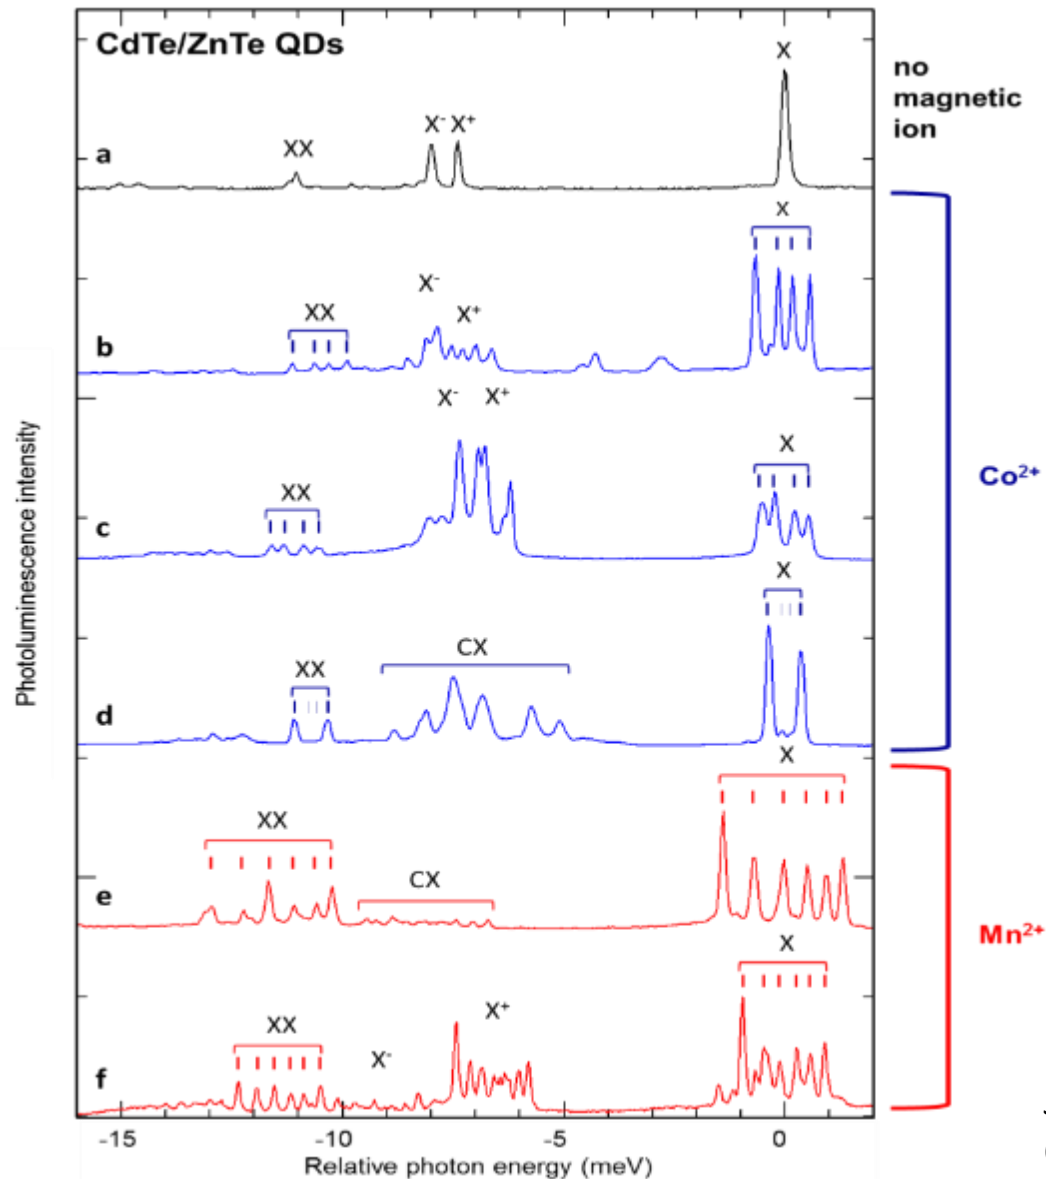 CdTe/ZnTe QDs
no
magnetic
ion
X
X⁻ X⁺
XX
a
X
X⁻
XX
X⁺
b
X⁻ X⁺
X
XX
c
Co²⁺
X
CX
XX
d
X
XX
CX
e
Mn²⁺
X
X⁺
XX
X⁻
f
Photoluminescence intensity
-15 -10 -5 0
Relative photon energy (meV)